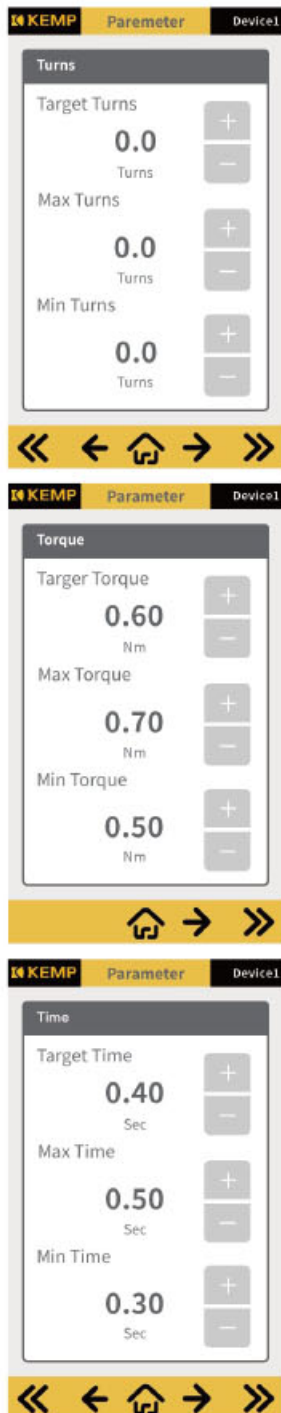 KEMP Paremeter Device1
Turns
Target Turns
+
0.0
Turns
−
Max Turns
+
0.0
Turns
−
Min Turns
+
0.0
Turns
−
KEMP Parameter Device1
Torque
Targer Torque
+
0.60
Nm
−
Max Torque
+
0.70
Nm
−
Min Torque
+
0.50
Nm
−
KEMP Parameter Device1
Time
Target Time
+
0.40
Sec
−
Max Time
+
0.50
Sec
−
Min Time
+
0.30
Sec
−